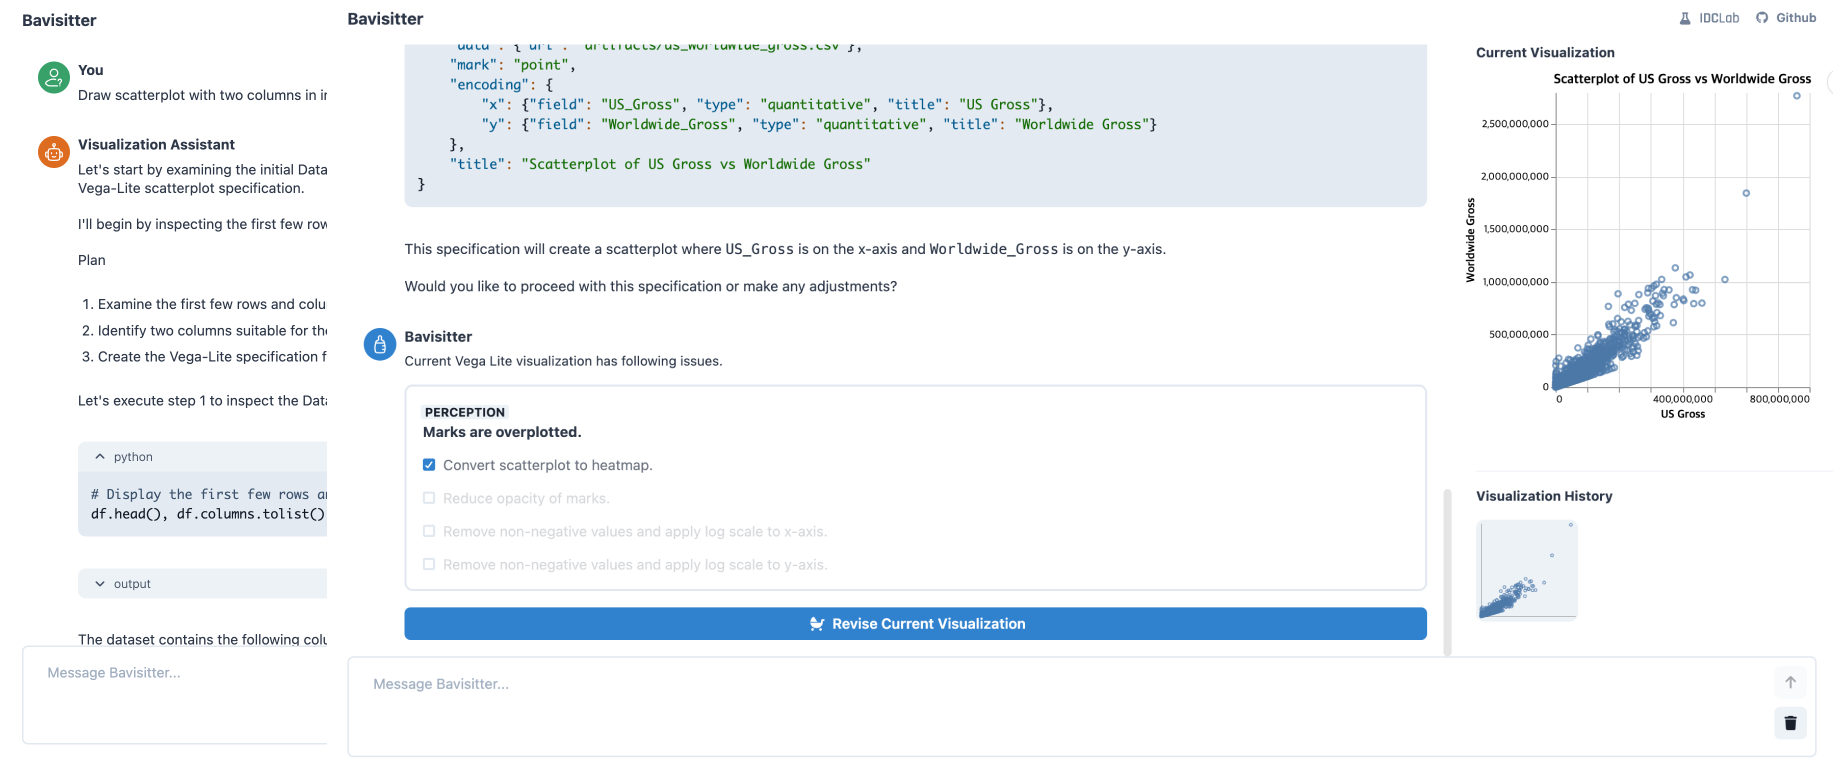 Bavisitter
You
Draw scatterplot with two columns in
Visualization Assistant
Let's start by examining the initial Data
Vega-Lite scatterplot specification.
I'll begin by inspecting the first few
Plan
1. Examine the first few rows and
2. Identify two columns suitable for
3. Create the Vega-Lite specification
Let's execute step 1 to inspect the
python
# Display the first few rows
df.head(), df.columns.tolist()
output
The dataset contains the following
Message Bavisitter...
Bavisitter
IDCLab
Github
"data": { "url": "artifacts/us_worldwide_gross.csv"},
"mark": "point",
"encoding": {
"x": {"field": "US_Gross", "type": "quantitative", "title": "US Gross"},
"y": {"field": "Worldwide_Gross", "type": "quantitative", "title": "Worldwide Gross"}
},
"title": "Scatterplot of US Gross vs Worldwide Gross"
}
This specification will create a scatterplot where US_Gross is on the x-axis and Worldwide_Gross is on the y-axis.
Would you like to proceed with this specification or make any adjustments?
Bavisitter
Current Vega Lite visualization has following issues.
PERCEPTION
Marks are overplotted.
Convert scatterplot to heatmap.
Reduce opacity of marks.
Remove non-negative values and apply log scale to x-axis.
Remove non-negative values and apply log scale to y-axis.
Revise Current Visualization
Message Bavisitter...
Current Visualization
Scatterplot of US Gross vs Worldwide Gross
2,500,000,000
2,000,000,000
1,500,000,000
1,000,000,000
500,000,000
0
Worldwide Gross
0 400,000,000 800,000,000
US Gross
Visualization History